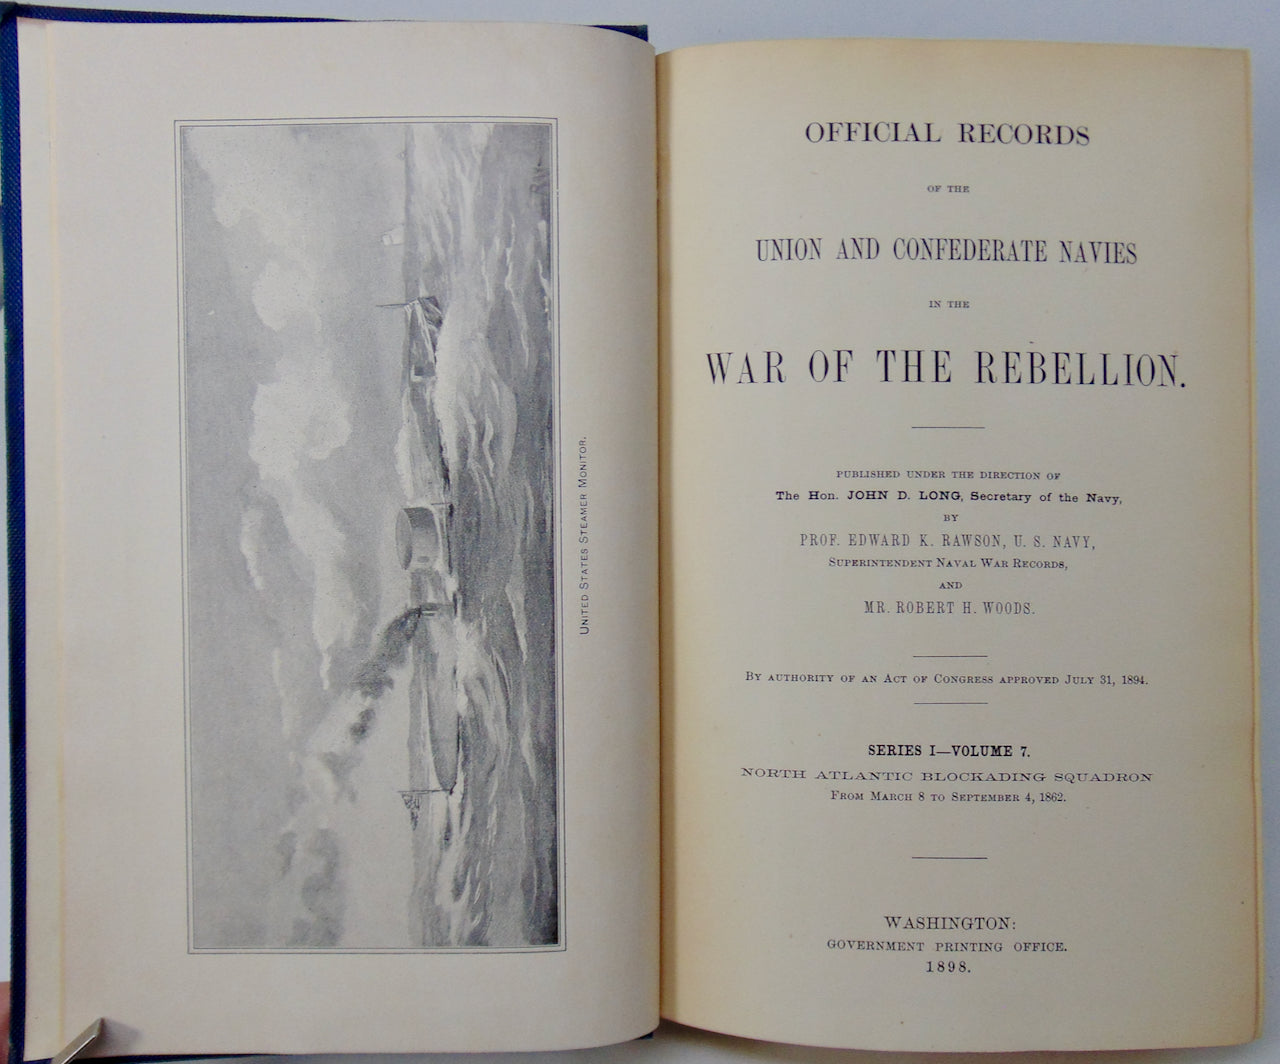 UNITED STATES STEAMER MONITOR.
OFFICIAL RECORDS
OF THE
UNION AND CONFEDERATE NAVIES
IN THE
WAR OF THE REBELLION.
PUBLISHED UNDER THE DIRECTION OF
The Hon. JOHN D. LONG, Secretary of the Navy,
BY
PROF. EDWARD K. RAWSON, U. S. NAVY,
SUPERINTENDENT NAVAL WAR RECORDS,
AND
MR. ROBERT H. WOODS.
BY AUTHORITY OF AN ACT OF CONGRESS APPROVED JULY 31, 1894.
SERIES I—VOLUME 7.
NORTH ATLANTIC BLOCKADING SQUADRON
FROM MARCH 8 TO SEPTEMBER 4, 1862.
WASHINGTON:
GOVERNMENT PRINTING OFFICE.
1898.